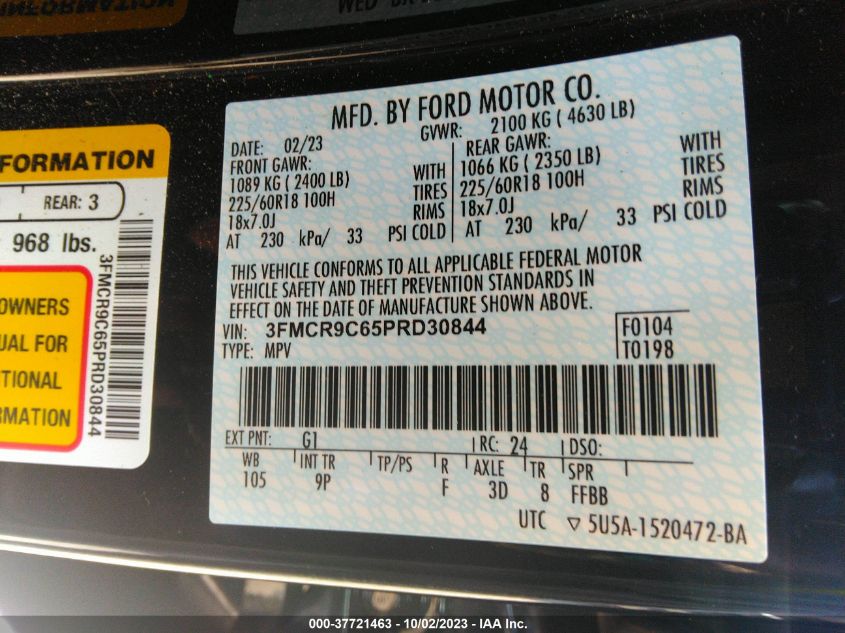 INFORMATION
WED
MFD. BY FORD MOTOR CO.
DATE: 02/23 GVWR: 2100 KG ( 4630 LB)
FRONT GAWR: WITH REAR GAWR: WITH
1089 KG ( 2400 LB) TIRES 1066 KG ( 2350 LB) TIRES
225/60R18 100H RIMS 225/60R18 100H RIMS
18x7.0J 18x7.0J
AT 230 kPa/ 33 PSI COLD AT 230 kPa/ 33 PSI COLD
THIS VEHICLE CONFORMS TO ALL APPLICABLE FEDERAL MOTOR
VEHICLE SAFETY AND THEFT PREVENTION STANDARDS IN
EFFECT ON THE DATE OF MANUFACTURE SHOWN ABOVE.
VIN: 3FMCR9C65PRD30844 F0104
TYPE: MPV T0198
EXT PNT: G1 RC: 24 DSO:
WB INT TR TP/PS R AXLE TR SPR
105 9P F 3D 8 FFBB
UTC ▽ 5U5A-1520472-BA
FORMATION
REAR: 3
968 lbs.
3FMCR9C65PRD30844
OWNERS
UAL FOR
ITIONAL
RMATION
000-37721463 - 10/02/2023 - IAA Inc.